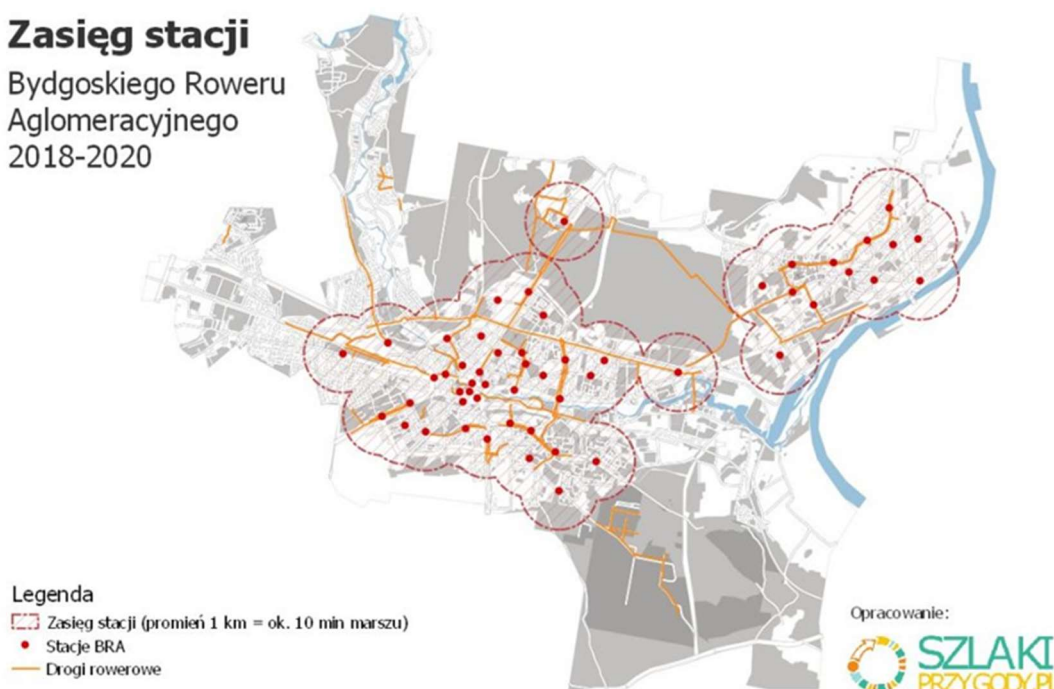 Zasięg stacji
Bydgoskiego Roweru
Aglomeracyjnego
2018-2020
Legenda
Zasięg stacji (promień 1 km = ok. 10 min marszu)
Stacje BRA
Drogi rowerowe
Opracowanie:
SZLAKI
PRZYGODY.PL